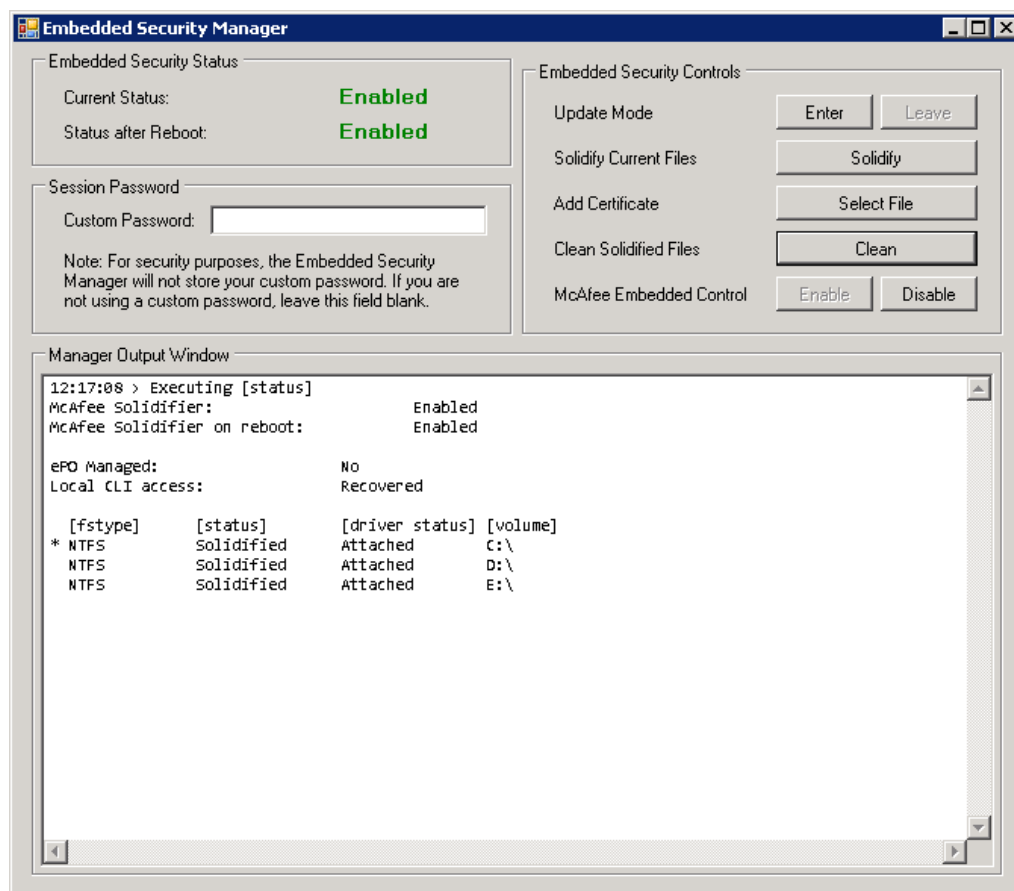 Embedded Security Manager
Embedded Security Status
Current Status: Enabled
Status after Reboot: Enabled
Session Password
Custom Password:
Note: For security purposes, the Embedded Security
Manager will not store your custom password. If you are
not using a custom password, leave this field blank.
Embedded Security Controls
Update Mode Enter Leave
Solidify Current Files Solidify
Add Certificate Select File
Clean Solidified Files Clean
McAfee Embedded Control Enable Disable
Manager Output Window
12:17:08 > Executing [status]
McAfee Solidifier: Enabled
McAfee Solidifier on reboot: Enabled
ePO Managed: No
Local CLI access: Recovered
[fstype] [status] [driver status] [volume]
* NTFS Solidified Attached C:\
NTFS Solidified Attached D:\
NTFS Solidified Attached E:\